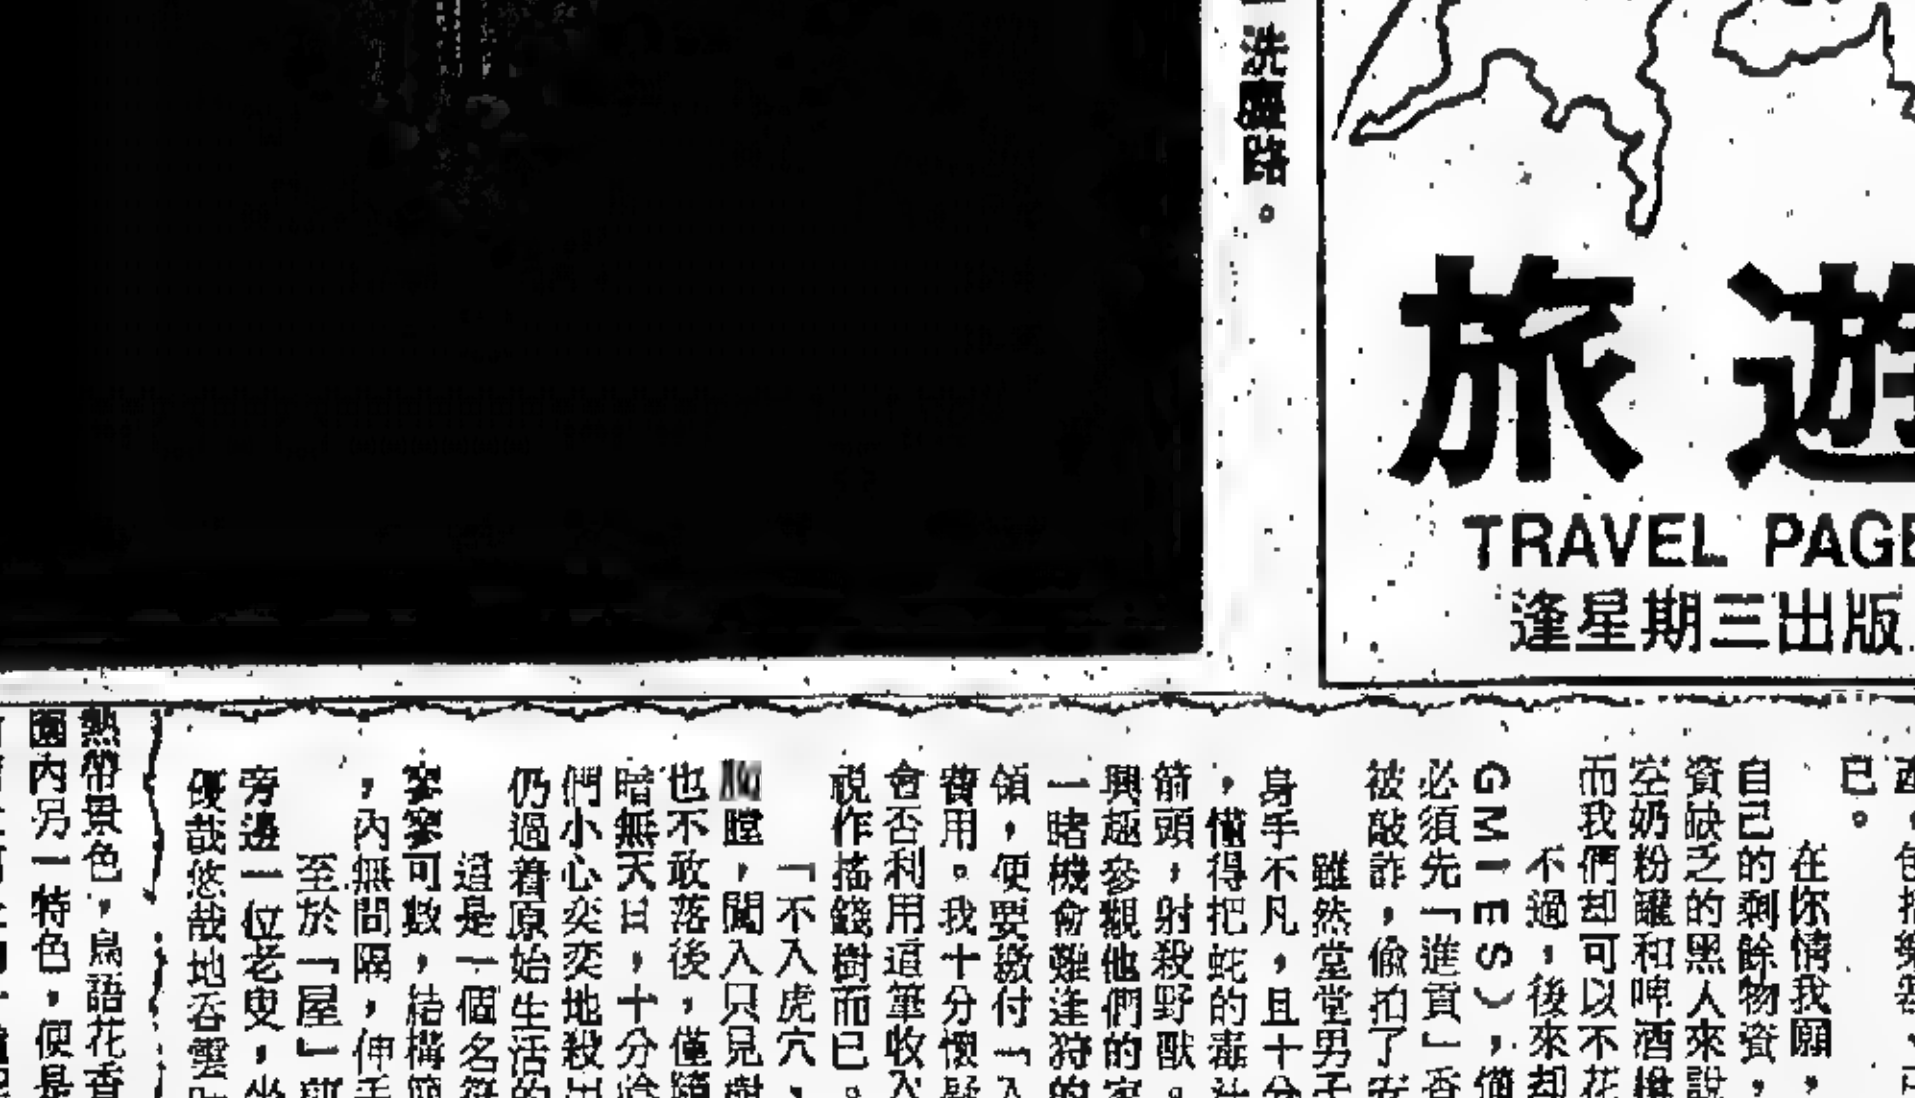 洗塵路。
旅遊
TRAVEL PAGE
逢星期三出版
已。
在你情我願，
自己的剩餘物資，
資缺乏的黑人來說
空奶粉罐和啤酒
而我們却可以不花
不過，後來却
GMIES），
必須先「進貢」香
被敲詐，偷拍了
雖然堂堂男子
身手不凡，且十分
，懂得把蛇的毒
箭頭，射殺野獸。
興趣參觀他們的家
一睹機會難逢狩的
領，便要繳付「入
費用。我十分懷疑
會否利用這筆收入
視作搖錢樹而已。
「不入虎穴，
膛，闖入只見樹
也不敢落後，僅隨
暗無天日，十分
們小心奕奕地殺出
仍過着原始生活的
這是一個名符
寥寥可數，結構簡
，內無間隔，伸手
至於「屋」
旁邊一位老叟，坐
優哉悠哉地吞雲
熱帶景色，鳥語花香
園內另一特色，便是